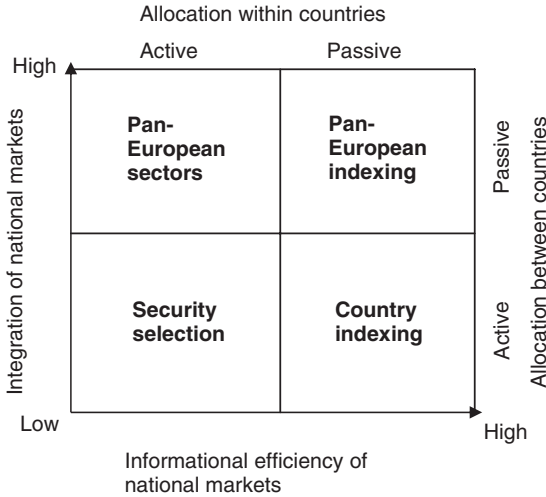 Allocation within countries
Active
Passive
High
Integration of national markets
Pan-
European
sectors
Pan-
European
indexing
Passive
Allocation between countries
Security
selection
Country
indexing
Active
Low
High
Informational efficiency of
national markets